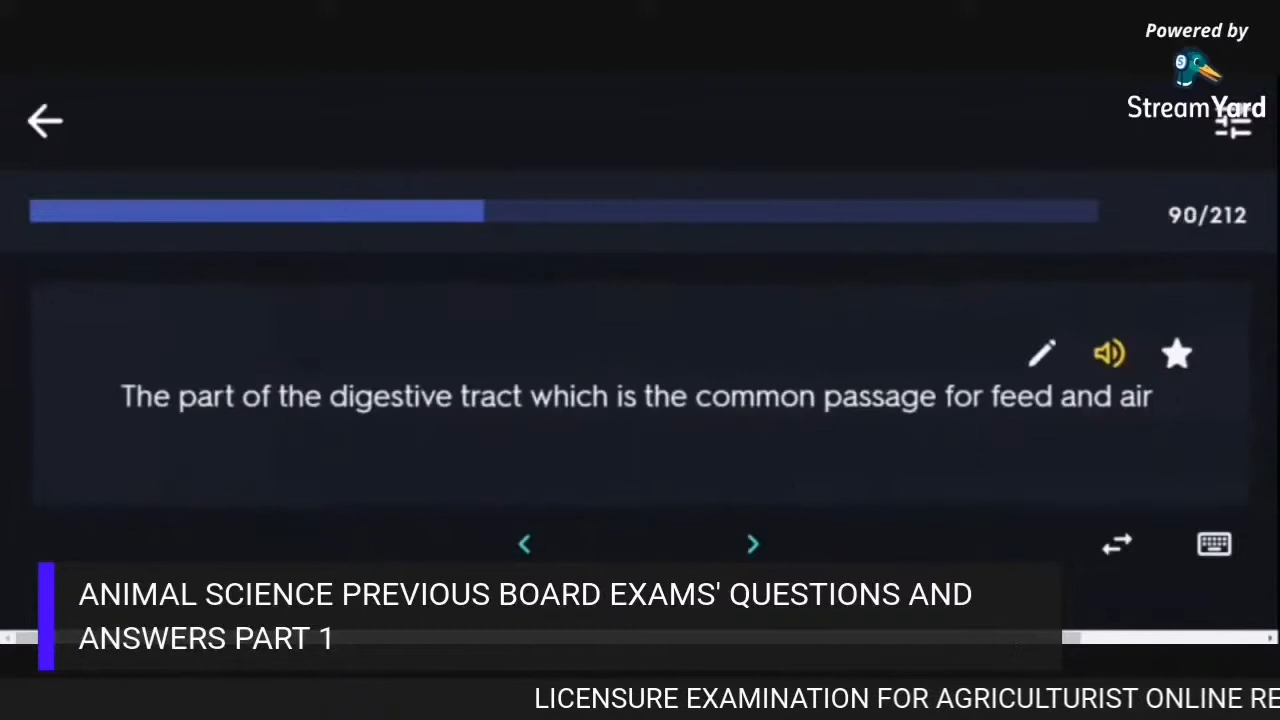 Powered by
StreamYard
90/212
The part of the digestive tract which is the common passage for feed and air
ANIMAL SCIENCE PREVIOUS BOARD EXAMS' QUESTIONS AND
ANSWERS PART 1
LICENSURE EXAMINATION FOR AGRICULTURIST ONLINE RE